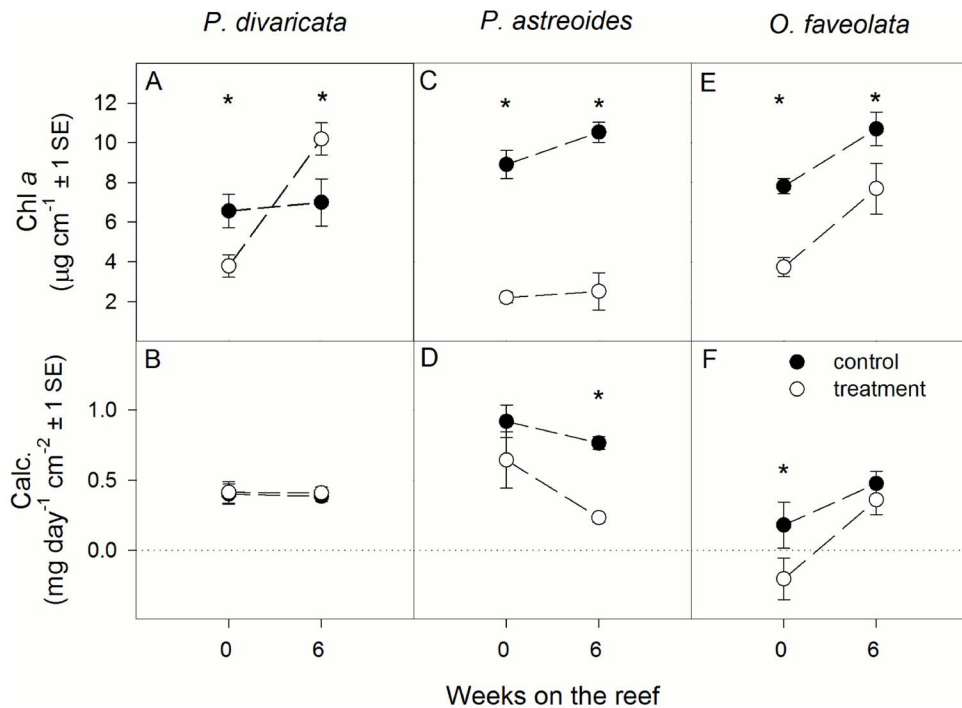 P. divaricata P. astreoides O. faveolata
A * * C * * E * *
12
10
8
6
4
2
Chl a
(μg cm⁻¹ ± 1 SE)
B D * F * control
treatment
1.0
0.5
0.0
Calc.
(mg day⁻¹ cm⁻² ± 1 SE)
0 6 0 6 0 6
Weeks on the reef